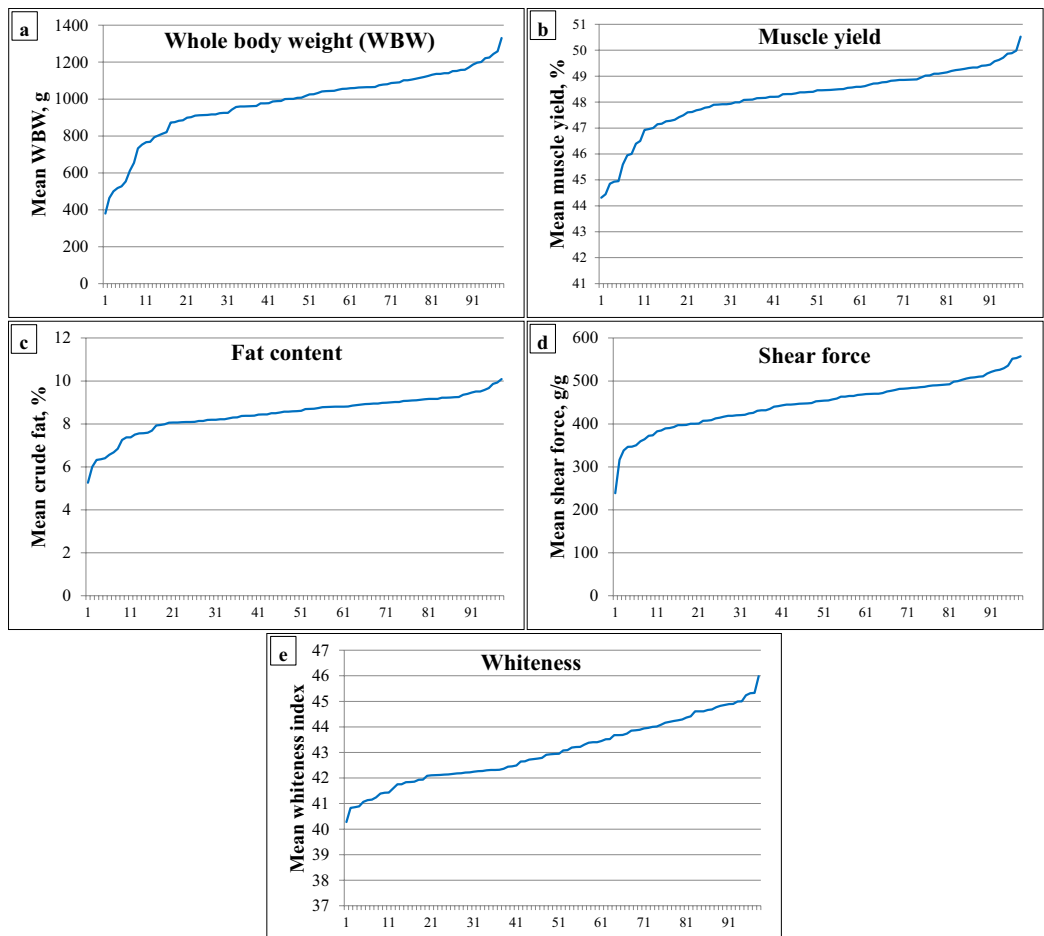 a
Whole body weight (WBW)
Mean WBW, g
1400
1200
1000
800
600
400
200
0
1 11 21 31 41 51 61 71 81 91
b
Muscle yield
Mean muscle yield, %
51
50
49
48
47
46
45
44
43
42
41
1 11 21 31 41 51 61 71 81 91
c
Fat content
Mean crude fat, %
12
10
8
6
4
2
0
1 11 21 31 41 51 61 71 81 91
d
Shear force
Mean shear force, g/g
600
500
400
300
200
100
0
1 11 21 31 41 51 61 71 81 91
e
Whiteness
Mean whiteness index
47
46
45
44
43
42
41
40
39
38
37
1 11 21 31 41 51 61 71 81 91